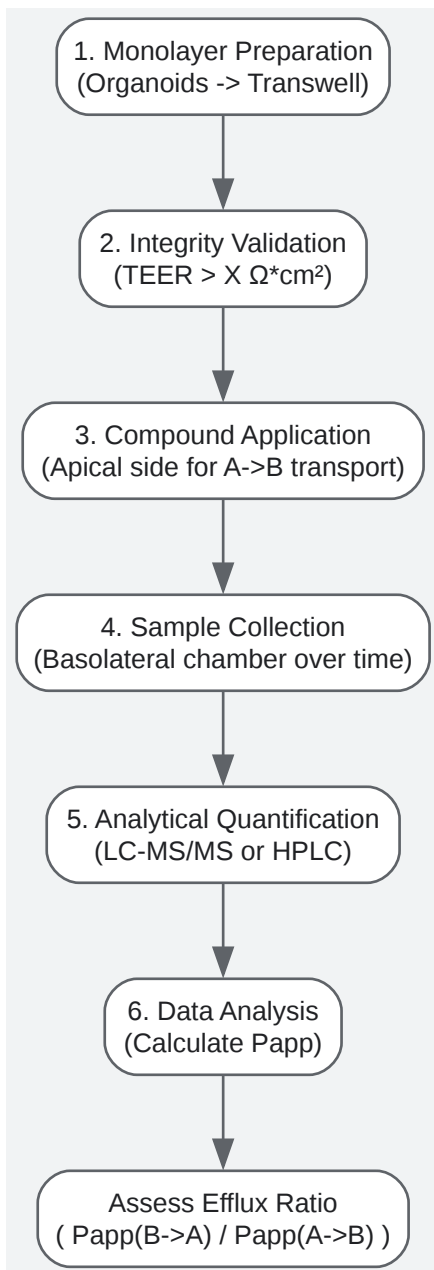 1. Monolayer Preparation
(Organoids -> Transwell)
2. Integrity Validation
(TEER > X Ω*cm²)
3. Compound Application
(Apical side for A->B transport)
4. Sample Collection
(Basolateral chamber over time)
5. Analytical Quantification
(LC-MS/MS or HPLC)
6. Data Analysis
(Calculate Papp)
Assess Efflux Ratio
( Papp(B->A) / Papp(A->B) )